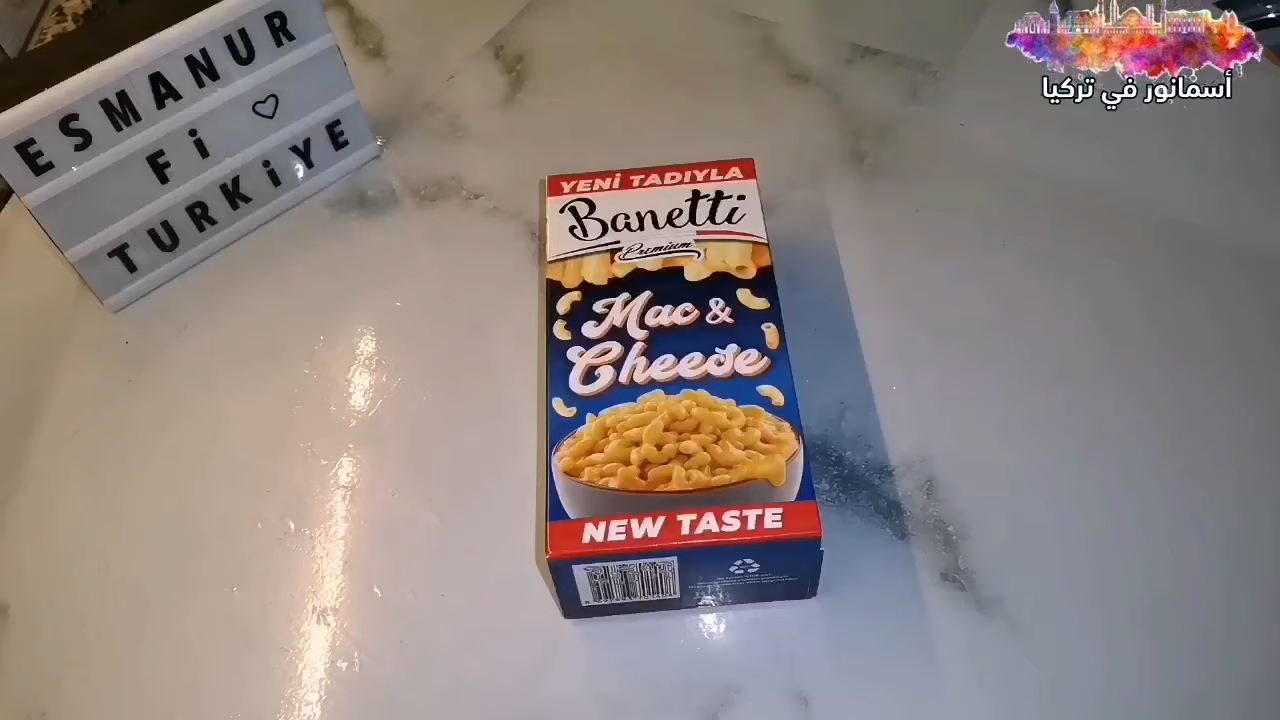 ESMANUR
Fi ♡
TURKiYE
أسمانور في تركيا
YENİ TADIYLA
Banetti
Premium
Mac &
Cheese
NEW TASTE